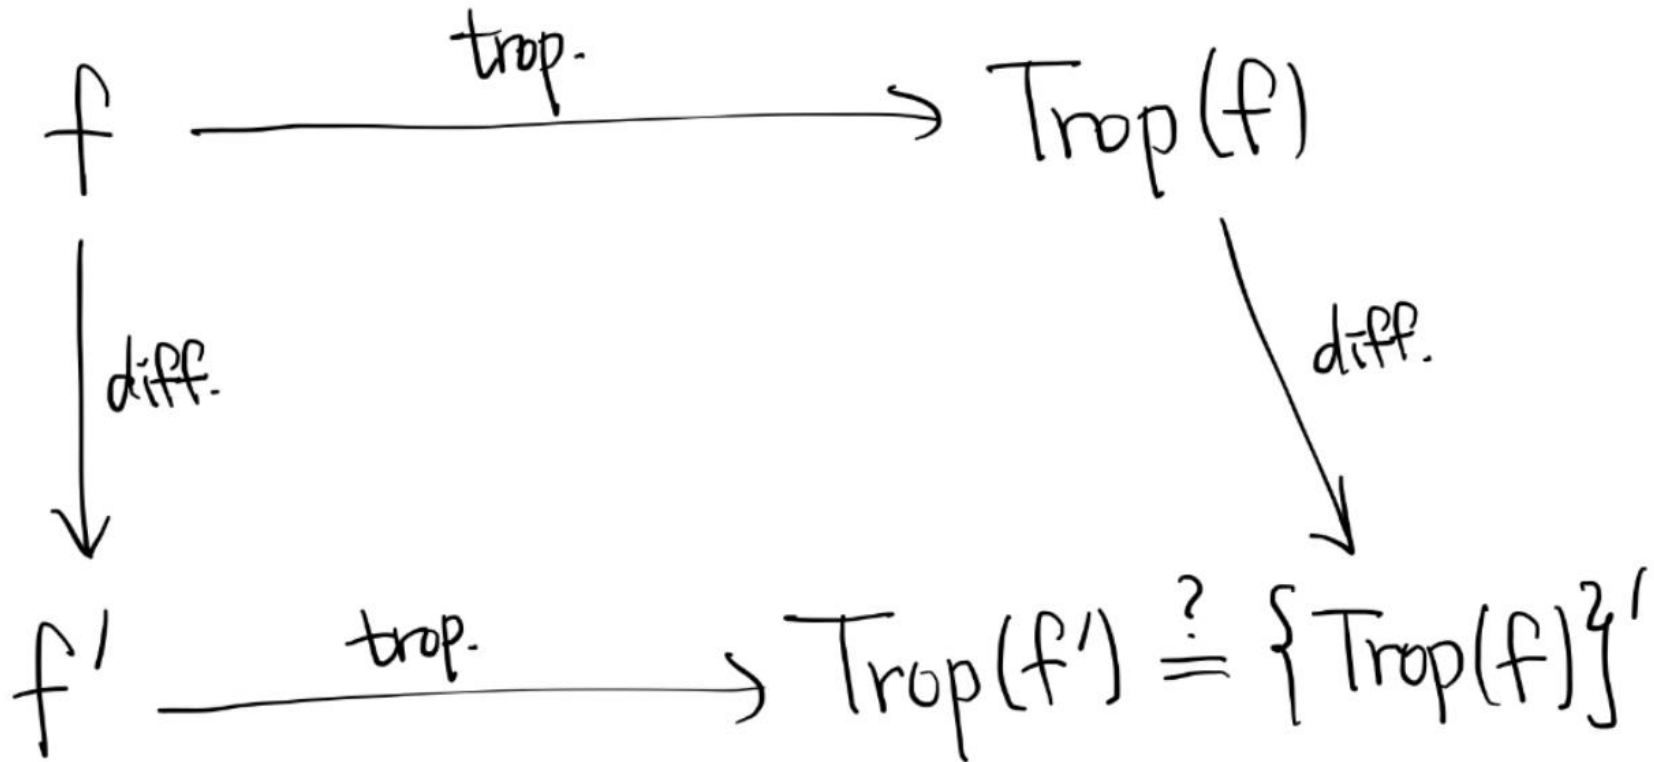 trop.
f Trop(f)
diff. diff.
trop.
f' Trop(f') ≟ {Trop(f)}'